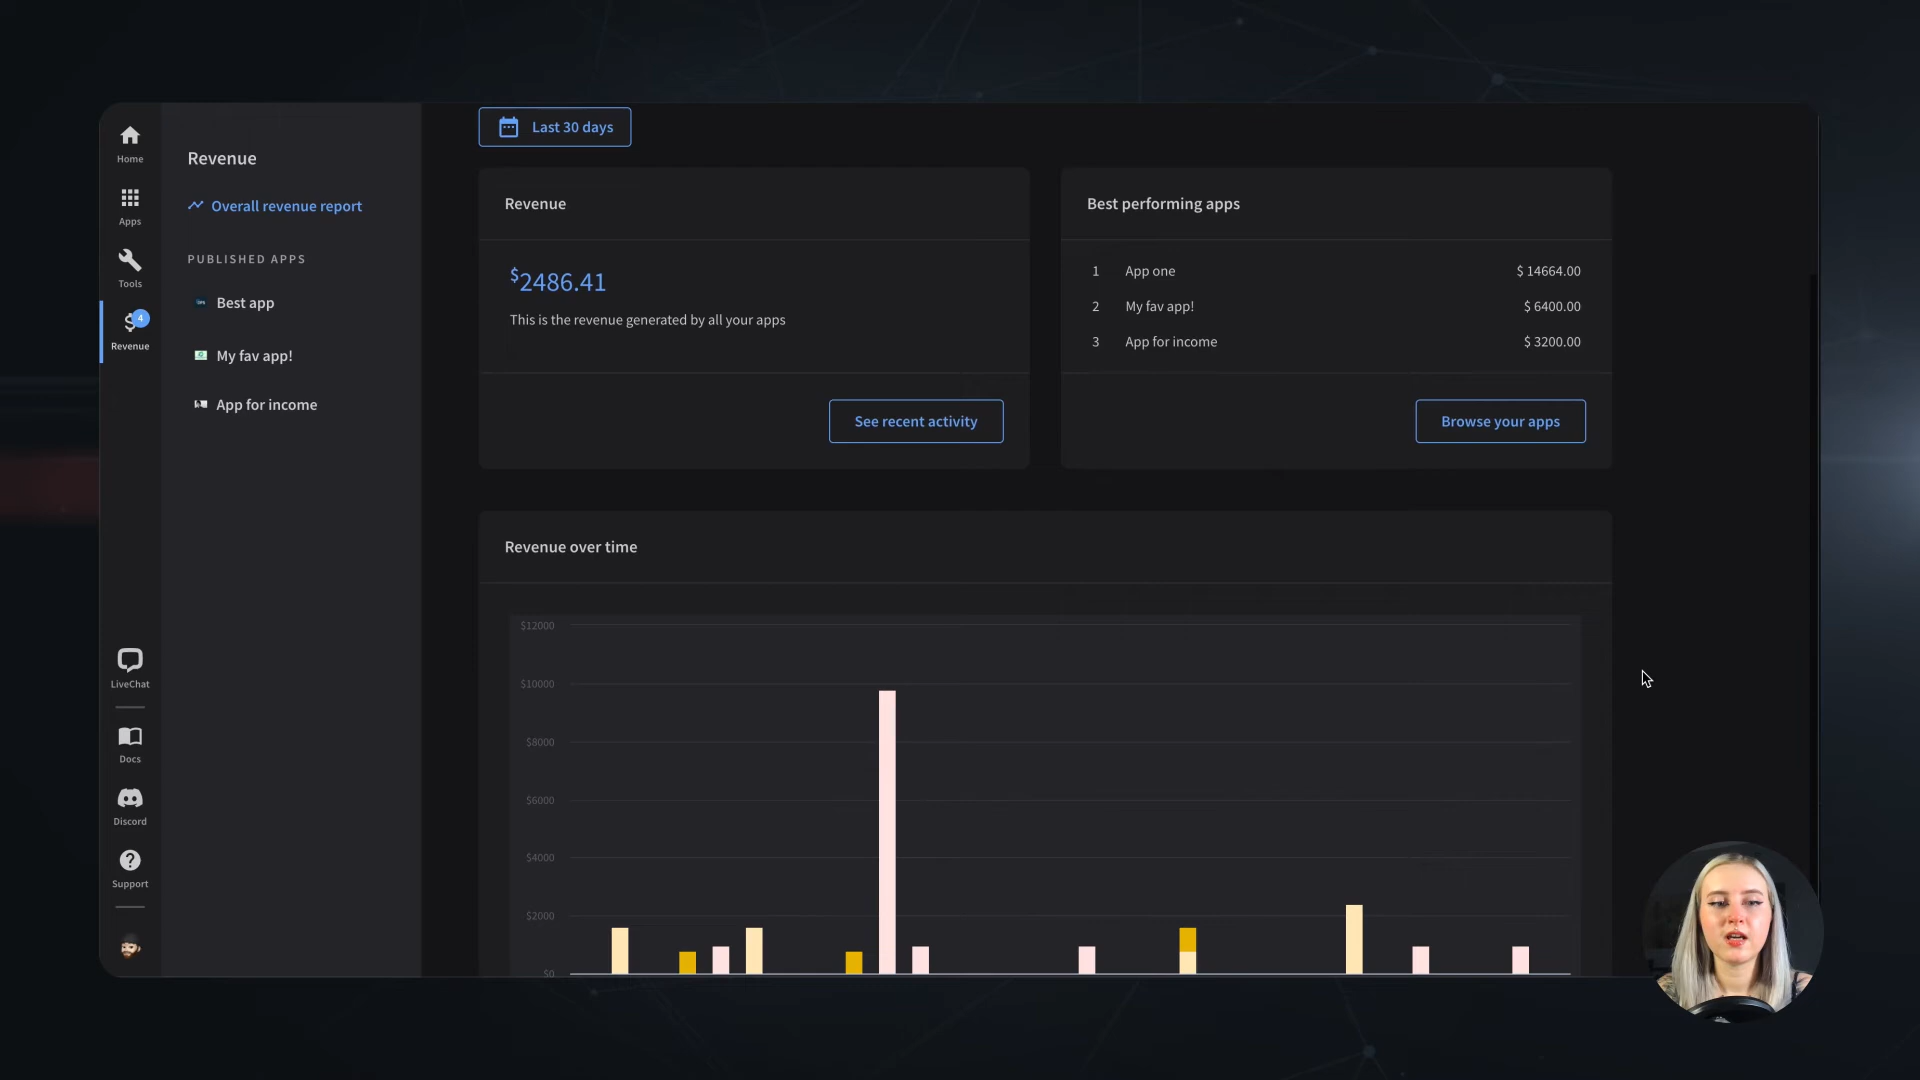 Home
Apps
Tools
4
Revenue
LiveChat
Docs
Discord
Support
Revenue
Overall revenue report
PUBLISHED APPS
Best app
My fav app!
App for income
Last 30 days
Revenue
$2486.41
This is the revenue generated by all your apps
See recent activity
Best performing apps
1 App one $ 14664.00
2 My fav app! $ 6400.00
3 App for income $ 3200.00
Browse your apps
Revenue over time
$12000
$10000
$8000
$6000
$4000
$2000
$0